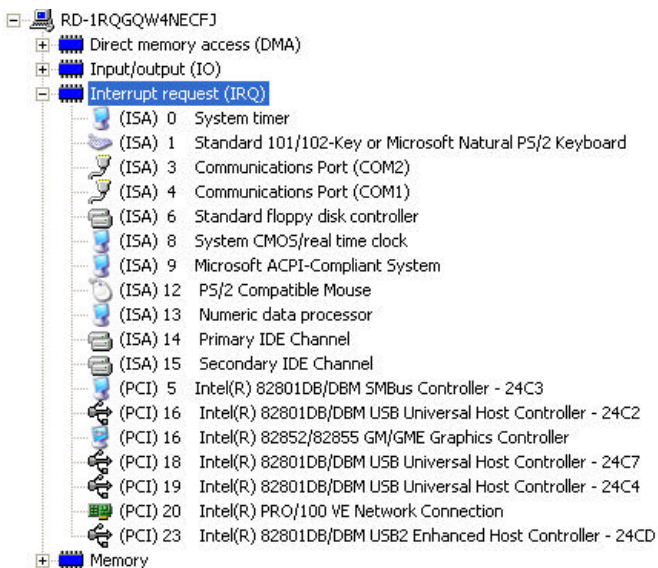 RD-1RQGQW4NECFJ
Direct memory access (DMA)
Input/output (IO)
Interrupt request (IRQ)
(ISA) 0 System timer
(ISA) 1 Standard 101/102-Key or Microsoft Natural PS/2 Keyboard
(ISA) 3 Communications Port (COM2)
(ISA) 4 Communications Port (COM1)
(ISA) 6 Standard floppy disk controller
(ISA) 8 System CMOS/real time clock
(ISA) 9 Microsoft ACPI-Compliant System
(ISA) 12 PS/2 Compatible Mouse
(ISA) 13 Numeric data processor
(ISA) 14 Primary IDE Channel
(ISA) 15 Secondary IDE Channel
(PCI) 5 Intel(R) 82801DB/DBM SMBus Controller - 24C3
(PCI) 16 Intel(R) 82801DB/DBM USB Universal Host Controller - 24C2
(PCI) 16 Intel(R) 82852/82855 GM/GME Graphics Controller
(PCI) 18 Intel(R) 82801DB/DBM USB Universal Host Controller - 24C7
(PCI) 19 Intel(R) 82801DB/DBM USB Universal Host Controller - 24C4
(PCI) 20 Intel(R) PRO/100 VE Network Connection
(PCI) 23 Intel(R) 82801DB/DBM USB2 Enhanced Host Controller - 24CD
Memory